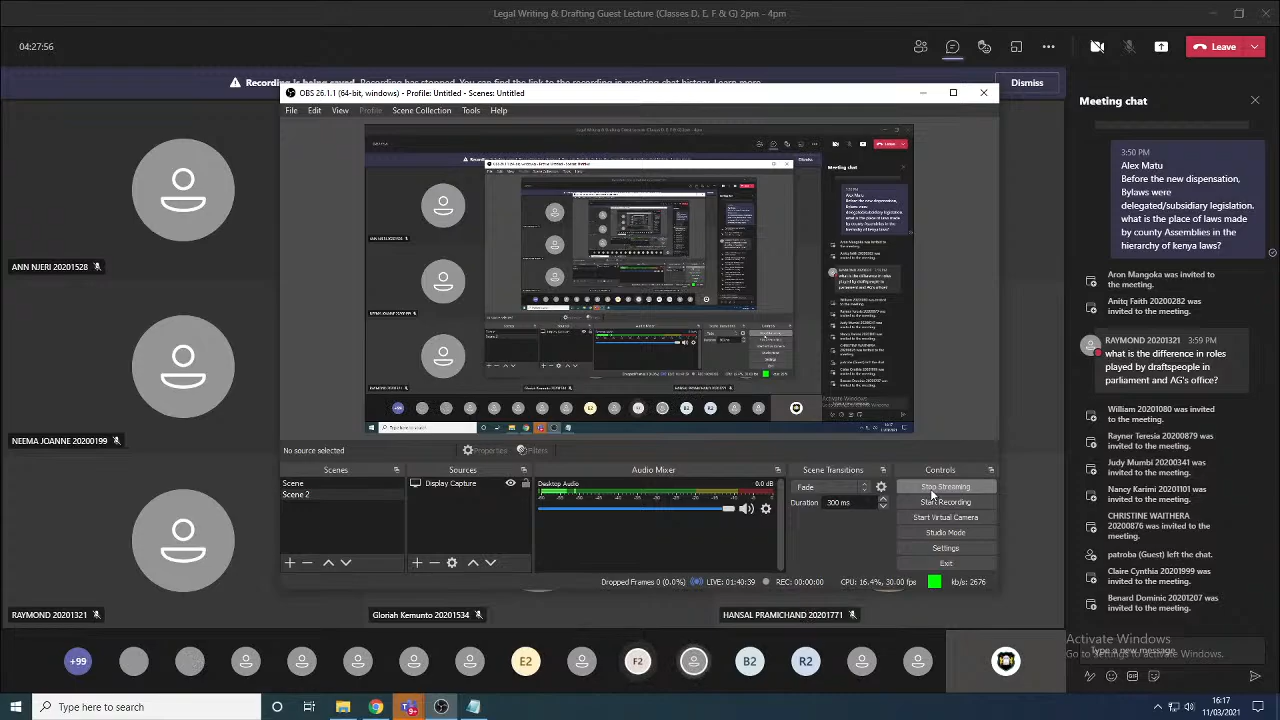 Legal Writing & Drafting Guest Lecture (Classes D, E, F & G) 2pm - 4pm
04:27:56
Leave
Recording is being saved. Recording has stopped. You can find the link to the recording in meeting chat history. Learn more
Dismiss
OBS 26.1.1 (64-bit, windows) - Profile: Untitled - Scenes: Untitled
File Edit View Profile Scene Collection Tools Help
ANN NJERI 20201528
NEEMA JOANNE 20200199
RAYMOND 20201321
Gloriah Kemunto 20201534
HANSAL PRAMICHAND 20201771
No source selected
Properties
Filters
Scenes
Scene
Scene 2
Sources
Display Capture
Audio Mixer
Desktop Audio
0.0 dB
Scene Transitions
Fade
Duration 300 ms
Controls
Stop Streaming
Start Recording
Start Virtual Camera
Studio Mode
Settings
Exit
Dropped Frames 0 (0.0%)
LIVE: 01:40:39
REC: 00:00:00
CPU: 16.4%, 30.00 fps
kb/s: 2676
+99
E2
F2
B2
R2
Meeting chat
3:50 PM
Alex Matu
Before the new dispensation,
Bylaws were
delegated/subsidiary legislation.
what is the place of laws made
by county Assemblies in the
hierarchy of kenya laws?
Aron Mangoka was invited to
the meeting.
Anitq Faith 20200282 was
invited to the meeting.
RAYMOND 20201321 3:59 PM
what is the difference in roles
played by draftspersons in
parliament and AG's office?
William 20201080 was invited
to the meeting.
Rayner Teresia 20200879 was
invited to the meeting.
Judy Mumbi 20200341 was
invited to the meeting.
Nancy Karimi 20201101 was
invited to the meeting.
CHRISTINE WAITHERA
20200876 was invited to the
meeting.
patroba (Guest) left the chat.
Claire Cynthia 20201999 was
invited to the meeting.
Benard Dominic 20201207 was
invited to the meeting.
Activate Windows
Go to Settings to activate Windows.
Type a new message
Type here to search
9+
16:17
11/03/2021